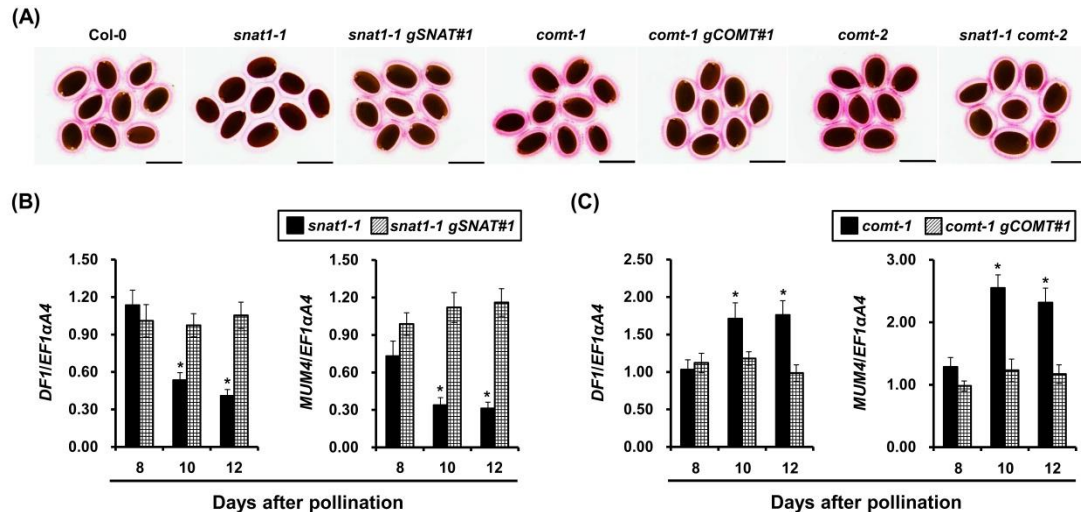 (A)
Col-0 snat1-1 snat1-1 gSNAT#1 comt-1 comt-1 gCOMT#1 comt-2 snat1-1 comt-2
(B)
snat1-1 snat1-1 gSNAT#1
DF1/EF1αA4
1.50
1.20
0.90
0.60
0.30
0.00
* *
8 10 12
MUM4/EF1αA4
1.50
1.20
0.90
0.60
0.30
0.00
* *
8 10 12
Days after pollination
(C)
comt-1 comt-1 gCOMT#1
DF1/EF1αA4
2.50
2.00
1.50
1.00
0.50
0.00
* *
8 10 12
MUM4/EF1αA4
3.00
2.00
1.00
0.00
* *
8 10 12
Days after pollination